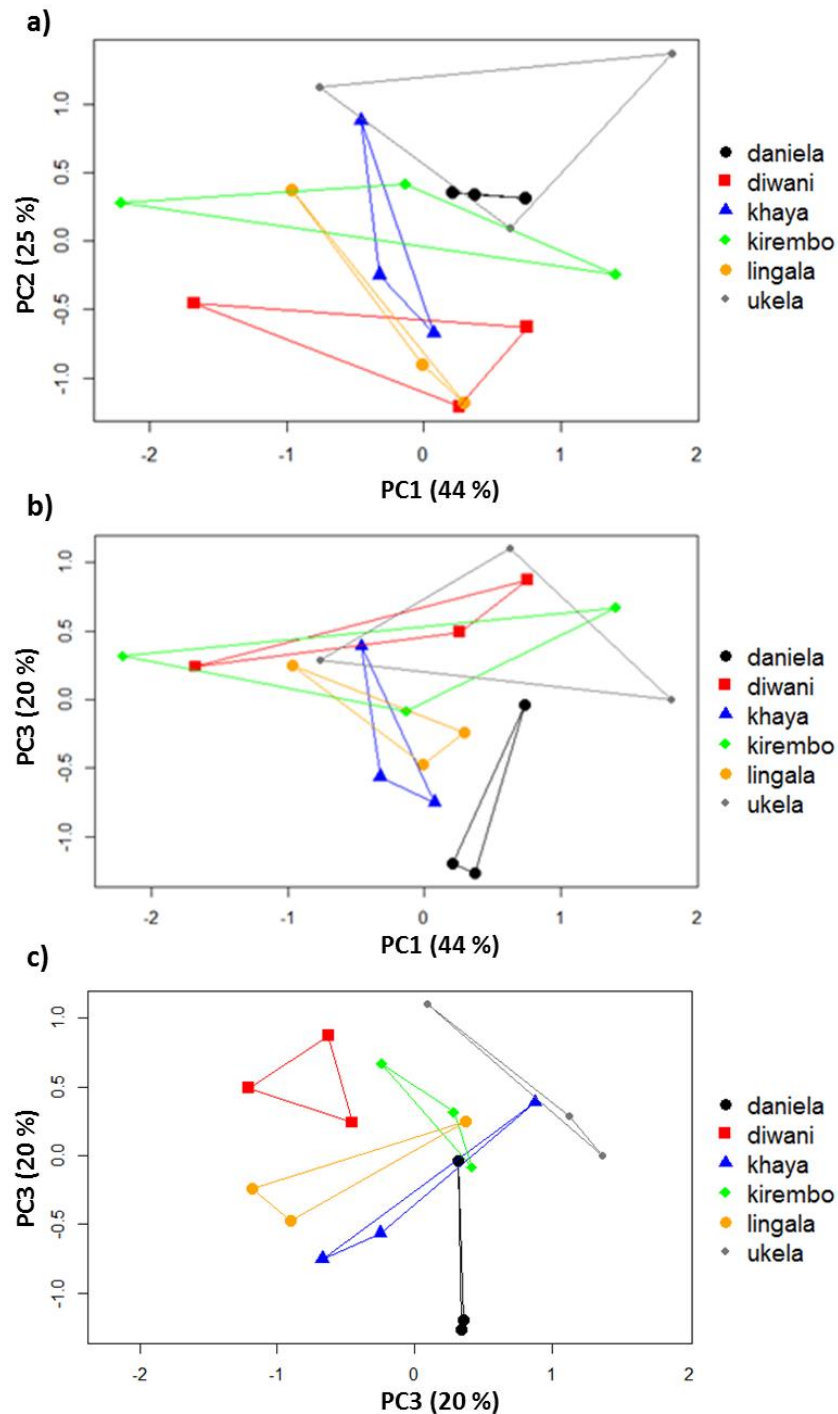 a)
PC2 (25 %)
1.0
0.5
0.0
-0.5
-1.0
-2
-1
0
1
2
PC1 (44 %)
daniela
diwani
khaya
kirembo
lingala
ukela
b)
PC3 (20 %)
1.0
0.5
0.0
-0.5
-1.0
-2
-1
0
1
2
PC1 (44 %)
daniela
diwani
khaya
kirembo
lingala
ukela
c)
PC3 (20 %)
1.0
0.5
0.0
-0.5
-1.0
-2
-1
0
1
2
PC3 (20 %)
daniela
diwani
khaya
kirembo
lingala
ukela